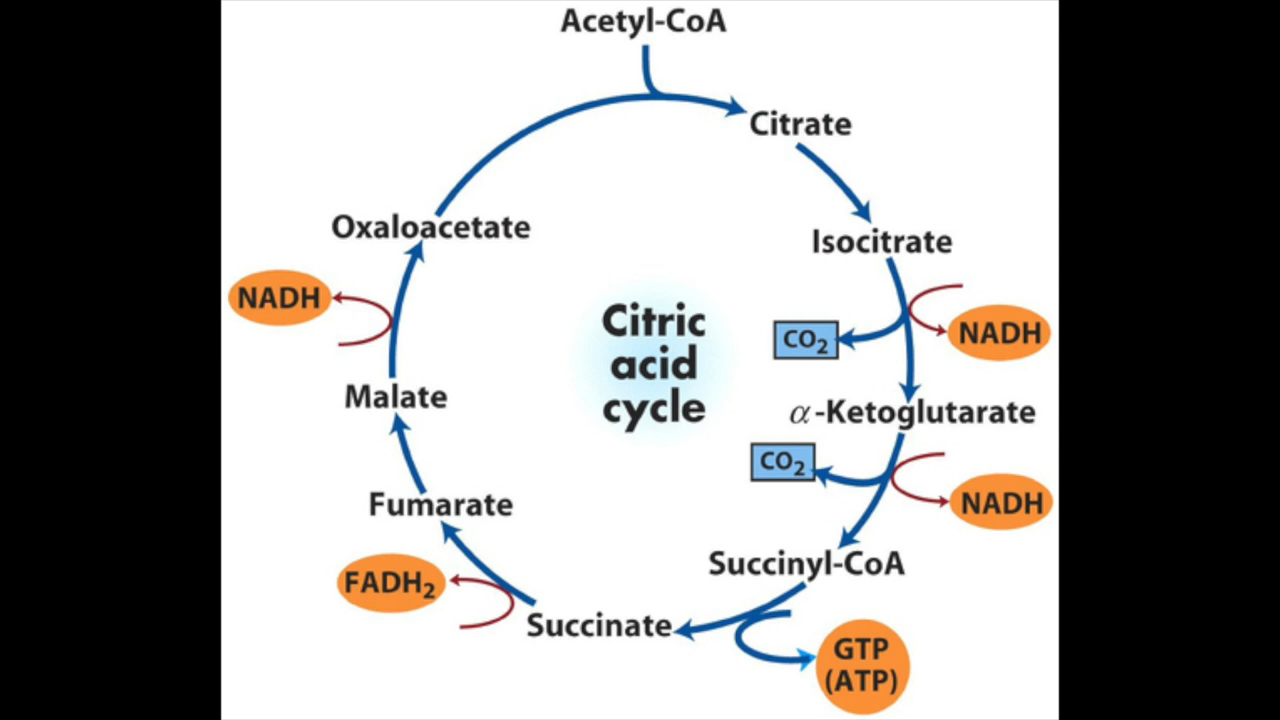 Acetyl-CoA
Citrate
Oxaloacetate
Isocitrate
NADH
Citric
acid
cycle
CO₂
NADH
Malate
α-Ketoglutarate
CO₂
NADH
Fumarate
Succinyl-CoA
FADH₂
Succinate
GTP
(ATP)